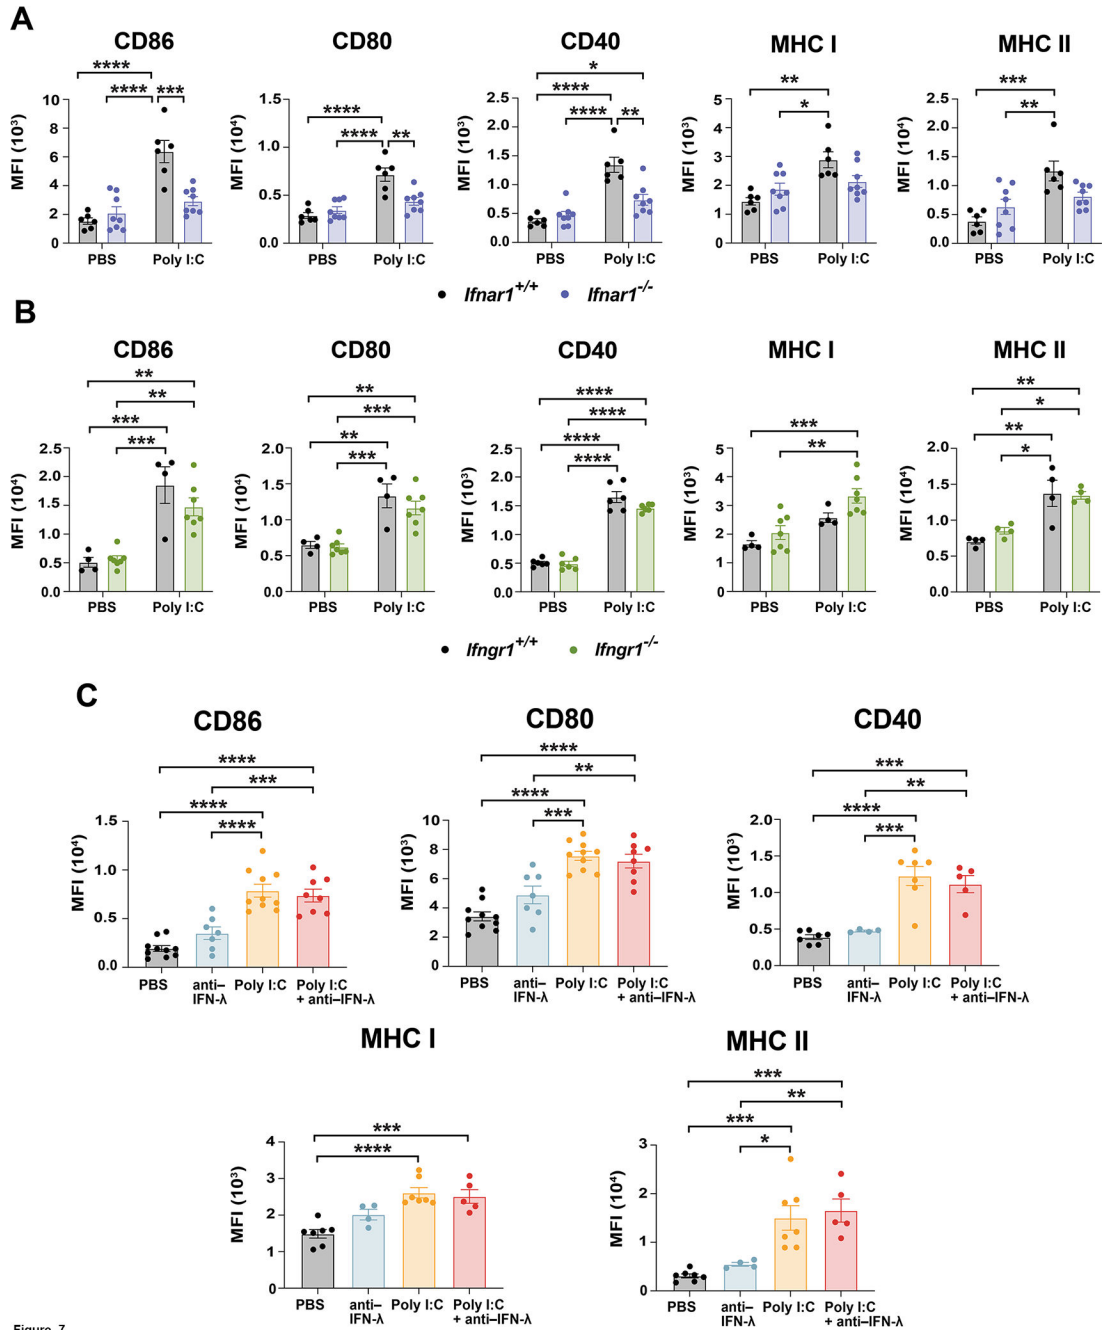 A
CD86 CD80 CD40 MHC I MHC II
**** **** ***
MFI (10³)
10
8
6
4
2
0
PBS Poly I:C
**** **** **
MFI (10⁴)
1.5
1.0
0.5
0.0
PBS Poly I:C
* **** **** **
MFI (10³)
2.5
2.0
1.5
1.0
0.5
0.0
PBS Poly I:C
** *
MFI (10³)
5
4
3
2
1
0
PBS Poly I:C
*** **
MFI (10⁴)
2.5
2.0
1.5
1.0
0.5
0.0
PBS Poly I:C
Ifnar1+/+ Ifnar1-/-
B
CD86 CD80 CD40 MHC I MHC II
** ** *** ***
MFI (10⁴)
2.5
2.0
1.5
1.0
0.5
0.0
PBS Poly I:C
** *** ** ***
MFI (10⁴)
2.0
1.5
1.0
0.5
0.0
PBS Poly I:C
**** **** **** ****
MFI (10³)
2.5
2.0
1.5
1.0
0.5
0.0
PBS Poly I:C
*** **
MFI (10³)
5
4
3
2
1
0
PBS Poly I:C
** * ** *
MFI (10⁴)
2.0
1.5
1.0
0.5
0.0
PBS Poly I:C
Ifngr1+/+ Ifngr1-/-
C
CD86 CD80 CD40
**** *** **** ****
MFI (10⁴)
1.5
1.0
0.5
0.0
PBS anti– Poly I:C Poly I:C
IFN-λ + anti–IFN-λ
**** ** **** ***
MFI (10³)
10
8
6
4
2
0
PBS anti– Poly I:C Poly I:C
IFN-λ + anti–IFN-λ
*** ** **** ***
MFI (10³)
2.0
1.5
1.0
0.5
0.0
PBS anti– Poly I:C Poly I:C
IFN-λ + anti–IFN-λ
MHC I MHC II
*** ****
MFI (10³)
4
3
2
1
0
PBS anti– Poly I:C Poly I:C
IFN-λ + anti–IFN-λ
*** ** *** *
MFI (10⁴)
3
2
1
0
PBS anti– Poly I:C Poly I:C
IFN-λ + anti–IFN-λ
Figure 7